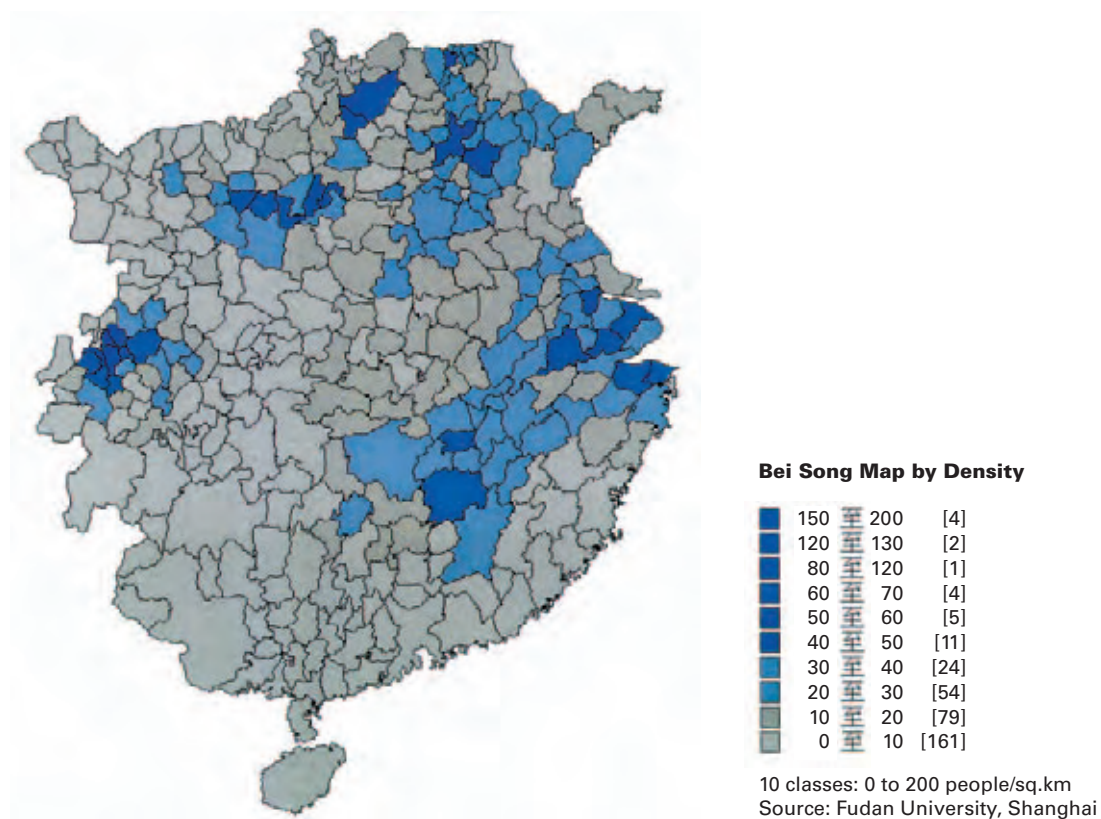 Bei Song Map by Density
150 至 200 [4]
120 至 130 [2]
80 至 120 [1]
60 至 70 [4]
50 至 60 [5]
40 至 50 [11]
30 至 40 [24]
20 至 30 [54]
10 至 20 [79]
0 至 10 [161]
10 classes: 0 to 200 people/sq.km
Source: Fudan University, Shanghai